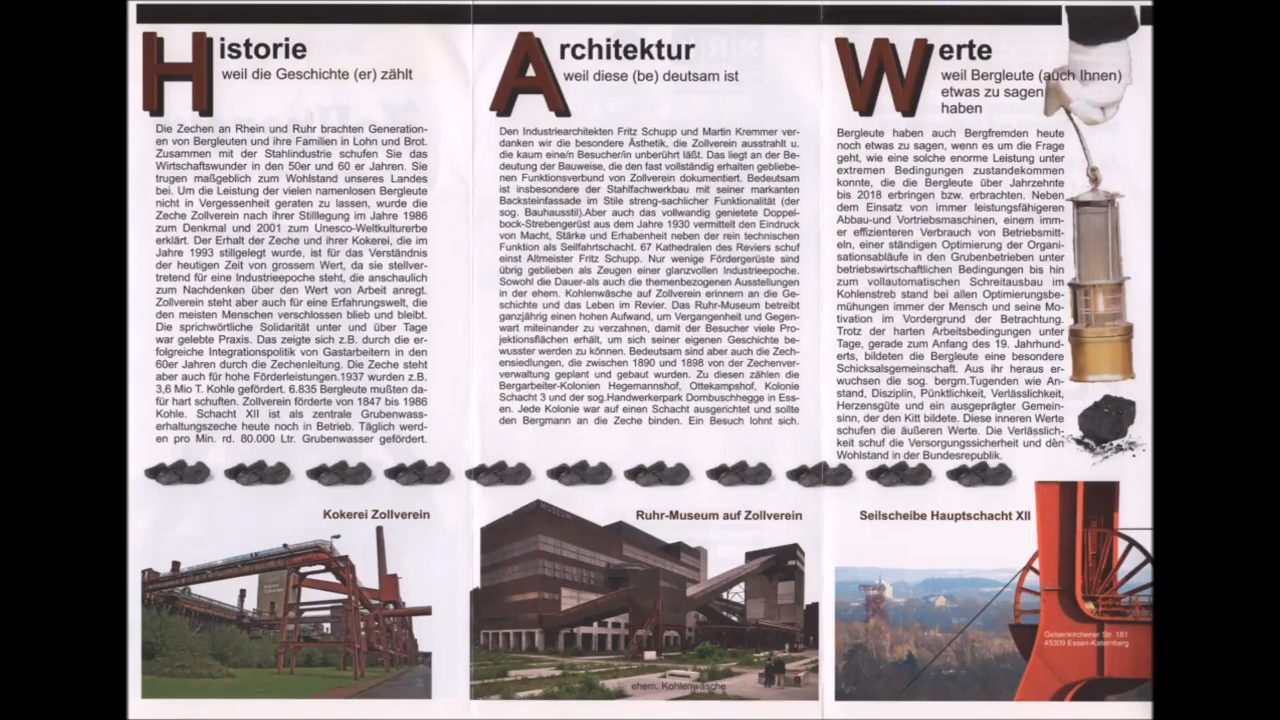 Historie
weil die Geschichte (er) zählt
Die Zechen an Rhein und Ruhr brachten Generation-
en von Bergleuten und ihre Familien in Lohn und Brot.
Zusammen mit der Stahlindustrie schufen Sie das
Wirtschaftswunder in den 50er und 60 er Jahren. Sie
trugen maßgeblich zum Wohlstand unseres Landes
bei. Um die Leistung der vielen namenlosen Bergleute
nicht in Vergessenheit geraten zu lassen, wurde die
Zeche Zollverein nach ihrer Stilllegung im Jahre 1986
zum Denkmal und 2001 zum Unesco-Weltkulturerbe
erklärt. Der Erhalt der Zeche und ihrer Kokerei, die im
Jahre 1993 stillgelegt wurde, ist für das Verständnis
der heutigen Zeit von grossem Wert, da sie stellver-
tretend für eine Industrieepoche steht, die anschaulich
zum Nachdenken über den Wert von Arbeit anregt.
Zollverein steht aber auch für eine Erfahrungswelt, die
den meisten Menschen verschlossen blieb und bleibt.
Die sprichwörtliche Solidarität unter und über Tage
war gelebte Praxis. Das zeigte sich z.B. durch die er-
folgreiche Integrationspolitik von Gastarbeitern in den
60er Jahren durch die Zechenleitung. Die Zeche steht
aber auch für hohe Förderleistungen.1937 wurden z.B.
3,6 Mio T. Kohle gefördert. 6.835 Bergleute mußten da-
für hart schuften. Zollverein förderte von 1847 bis 1986
Kohle. Schacht XII ist als zentrale Grubenwass-
erhaltungszeche heute noch in Betrieb. Täglich werd-
en pro Min. rd. 80.000 Ltr. Grubenwasser gefördert.
Architektur
weil diese (be) deutsam ist
Den Industriearchitekten Fritz Schupp und Martin Kremmer ver-
danken wir die besondere Ästhetik, die Zollverein ausstrahlt u.
die kaum eine/n Besucher/in unberührt läßt. Das liegt an der Be-
deutung der Bauweise, die den fast vollständig erhalten gebliebe-
nen Funktionsverbund von Zollverein dokumentiert. Bedeutsam
ist insbesondere der Stahlfachwerkbau mit seiner markanten
Backsteinfassade im Stile streng-sachlicher Funktionalität (der
sog. Bauhausstil).Aber auch das vollwandig genietete Doppel-
bock-Strebengerüst aus dem Jahre 1930 vermittelt den Eindruck
von Macht, Stärke und Erhabenheit neben der rein technischen
Funktion als Seilfahrtschacht. 67 Kathedralen des Reviers schuf
einst Altmeister Fritz Schupp. Nur wenige Fördergerüste sind
übrig geblieben als Zeugen einer glanzvollen Industrieepoche.
Sowohl die Dauer-als auch die themenbezogenen Ausstellungen
in der ehem. Kohlenwäsche auf Zollverein erinnern an die Ge-
schichte und das Leben im Revier. Das Ruhr-Museum betreibt
ganzjährig einen hohen Aufwand, um Vergangenheit und Gegen-
wart miteinander zu verzahnen, damit der Besucher viele Pro-
jektionsflächen erhält, um sich seiner eigenen Geschichte be-
wusster werden zu können. Bedeutsam sind aber auch die Zech-
ensiedlungen, die zwischen 1890 und 1898 von der Zechenver-
verwaltung geplant und gebaut wurden. Zu diesen zählen die
Bergarbeiter-Kolonien Hegemannshof, Ottekampshof, Kolonie
Schacht 3 und der sog.Handwerkerpark Dornbuschhegge in Ess-
en. Jede Kolonie war auf einen Schacht ausgerichtet und sollte
den Bergmann an die Zeche binden. Ein Besuch lohnt sich.
Werte
weil Bergleute (auch Ihnen)
etwas zu sagen
haben
Bergleute haben auch Bergfremden heute
noch etwas zu sagen, wenn es um die Frage
geht, wie eine solche enorme Leistung unter
extremen Bedingungen zustandekommen
konnte, die die Bergleute über Jahrzehnte
bis 2018 erbringen bzw. erbrachten. Neben
dem Einsatz von immer leistungsfähigeren
Abbau-und Vortriebsmaschinen, einem imm-
er effizienteren Verbrauch von Betriebsmitt-
eln, einer ständigen Optimierung der Organi-
sationsabläufe in den Grubenbetrieben unter
betriebswirtschaftlichen Bedingungen bis hin
zum vollautomatischen Schreitausbau im
Kohlenstreb stand bei allen Optimierungsbe-
mühungen immer der Mensch und seine Mo-
tivation im Vordergrund der Betrachtung.
Trotz der harten Arbeitsbedingungen unter
Tage, gerade zum Anfang des 19. Jahrhund-
erts, bildeten die Bergleute eine besondere
Schicksalsgemeinschaft. Aus ihr heraus er-
wuchsen die sog. bergm.Tugenden wie An-
stand, Disziplin, Pünktlichkeit, Verlässlichkeit,
Herzensgüte und ein ausgeprägter Gemein-
sinn, der den Kitt bildete. Diese inneren Werte
schufen die äußeren Werte. Die Verlässlich-
keit schuf die Versorgungssicherheit und den
Wohlstand in der Bundesrepublik.
Kokerei Zollverein
Ruhr-Museum auf Zollverein
ehem. Kohlenwäsche
Seilscheibe Hauptschacht XII
Gelsenkirchener Str. 181
45309 Essen-Katernberg